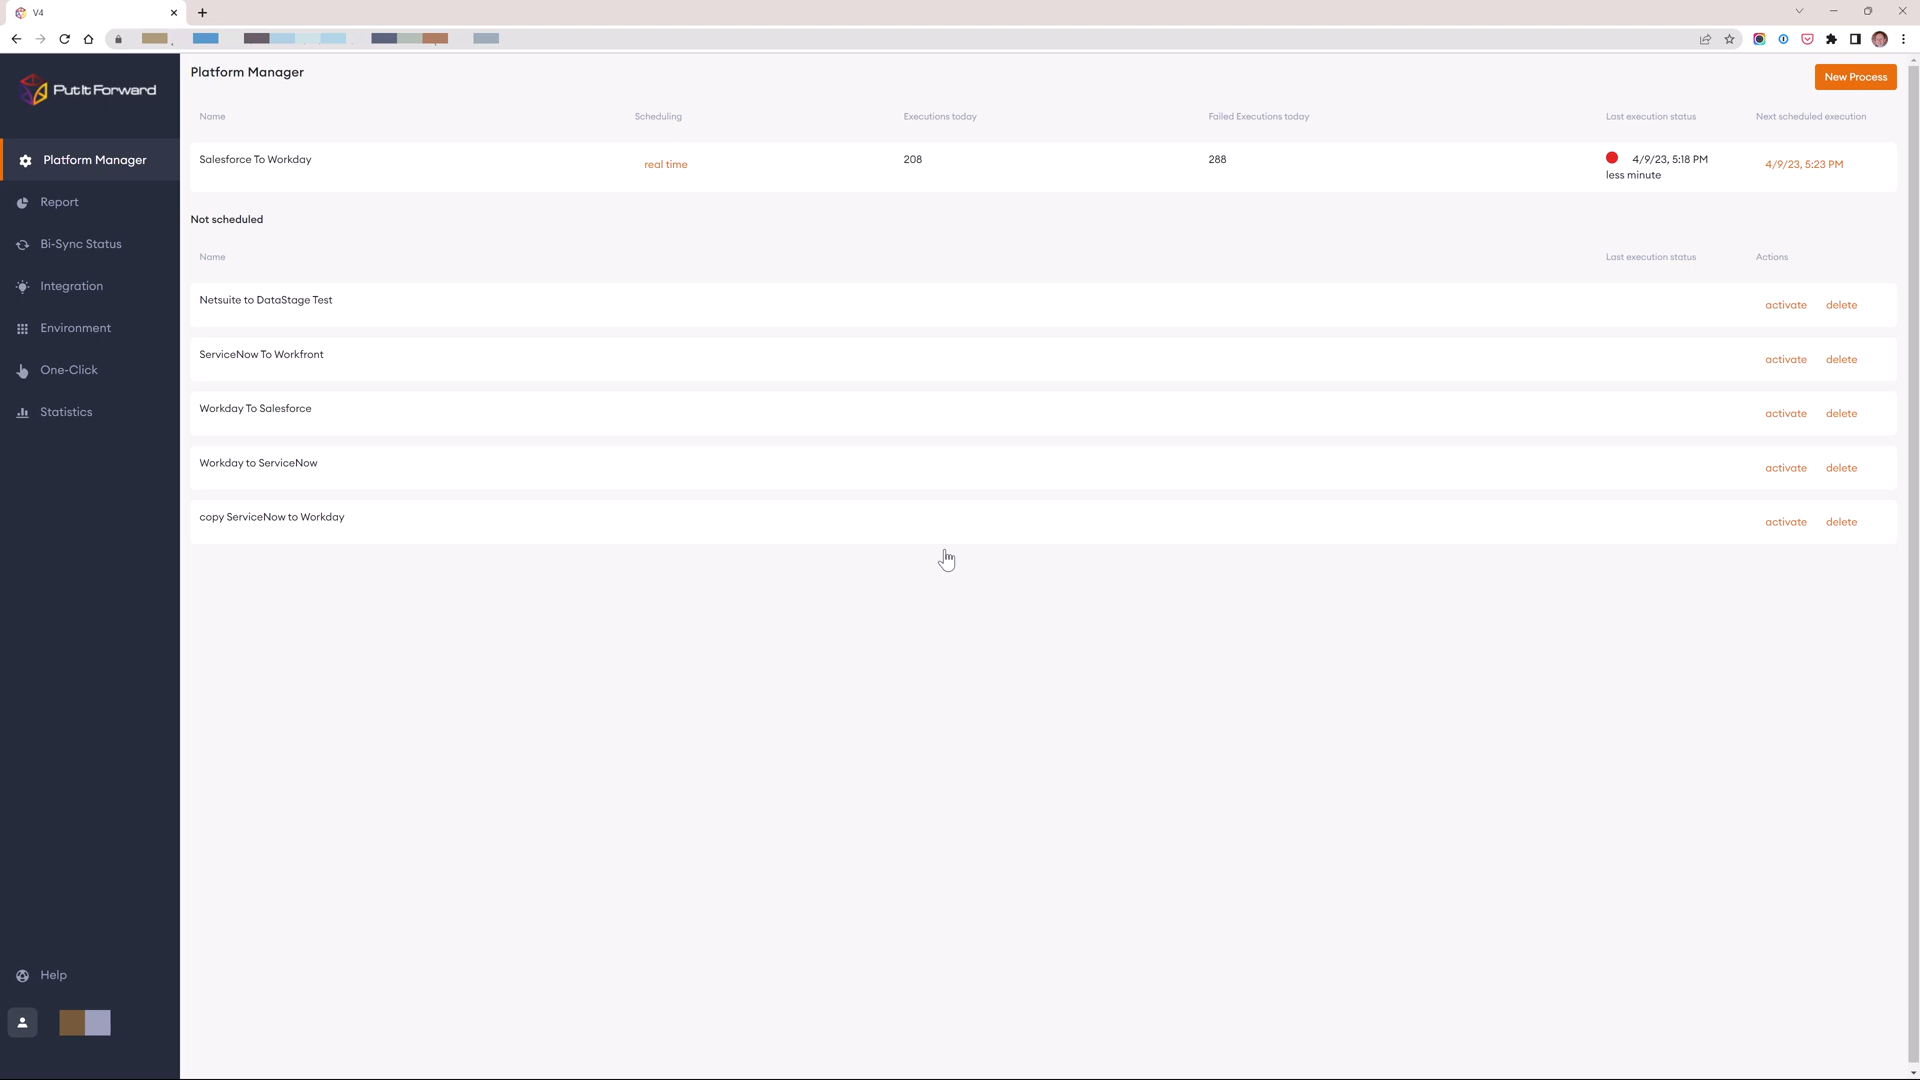 V4
PutItForward
Platform Manager
Report
Bi-Sync Status
Integration
Environment
One-Click
Statistics
Help
Platform Manager
New Process
Name Scheduling Executions today Failed Executions today Last execution status Next scheduled execution
Salesforce To Workday real time 208 288 4/9/23, 5:18 PM 4/9/23, 5:23 PM
less minute
Not scheduled
Name Last execution status Actions
Netsuite to DataStage Test activate delete
ServiceNow To Workfront activate delete
Workday To Salesforce activate delete
Workday to ServiceNow activate delete
copy ServiceNow to Workday activate delete